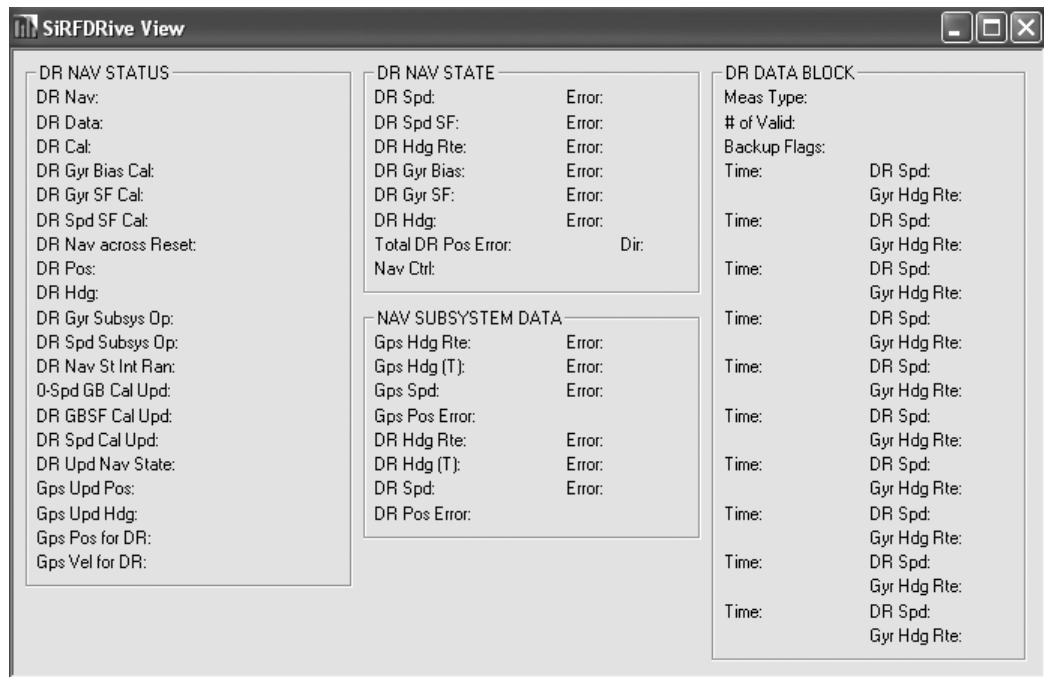 SiRFDRive View
DR NAV STATUS
DR Nav:
DR Data:
DR Cal:
DR Gyr Bias Cal:
DR Gyr SF Cal:
DR Spd SF Cal:
DR Nav across Reset:
DR Pos:
DR Hdg:
DR Gyr Subsys Op:
DR Spd Subsys Op:
DR Nav St Int Ran:
0-Spd GB Cal Upd:
DR GBSF Cal Upd:
DR Spd Cal Upd:
DR Upd Nav State:
Gps Upd Pos:
Gps Upd Hdg:
Gps Pos for DR:
Gps Vel for DR:
DR NAV STATE
DR Spd: Error:
DR Spd SF: Error:
DR Hdg Rte: Error:
DR Gyr Bias: Error:
DR Gyr SF: Error:
DR Hdg: Error:
Total DR Pos Error: Dir:
Nav Ctrl:
NAV SUBSYSTEM DATA
Gps Hdg Rte: Error:
Gps Hdg (T): Error:
Gps Spd: Error:
Gps Pos Error:
DR Hdg Rte: Error:
DR Hdg (T): Error:
DR Spd: Error:
DR Pos Error:
DR DATA BLOCK
Meas Type:
# of Valid:
Backup Flags:
Time: DR Spd:
Gyr Hdg Rte:
Time: DR Spd:
Gyr Hdg Rte:
Time: DR Spd:
Gyr Hdg Rte:
Time: DR Spd:
Gyr Hdg Rte:
Time: DR Spd:
Gyr Hdg Rte:
Time: DR Spd:
Gyr Hdg Rte:
Time: DR Spd:
Gyr Hdg Rte:
Time: DR Spd:
Gyr Hdg Rte:
Time: DR Spd:
Gyr Hdg Rte:
Time: DR Spd:
Gyr Hdg Rte: